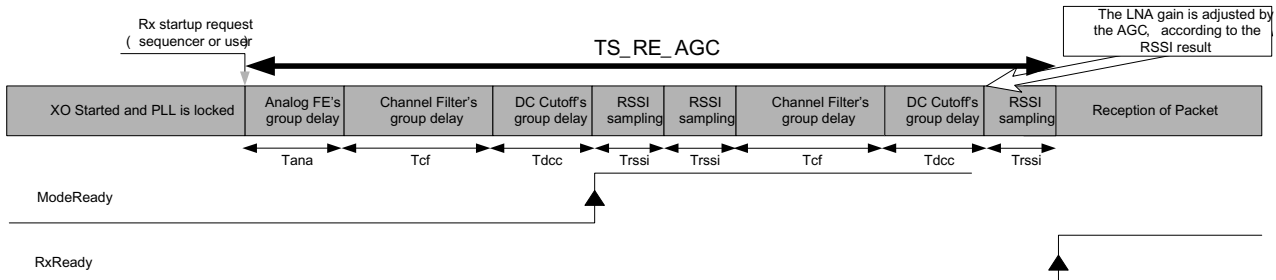 Rx startup request
( sequencer or user)
TS_RE_AGC
The LNA gain is adjusted by
the AGC, according to the
RSSI result
XO Started and PLL is locked
Analog FE's
group delay
Channel Filter's
group delay
DC Cutoff's
group delay
RSSI
sampling
RSSI
sampling
Channel Filter's
group delay
DC Cutoff's
group delay
RSSI
sampling
Reception of Packet
Tana
Tcf
Tdcc
Trssi
Trssi
Tcf
Tdcc
Trssi
ModeReady
RxReady